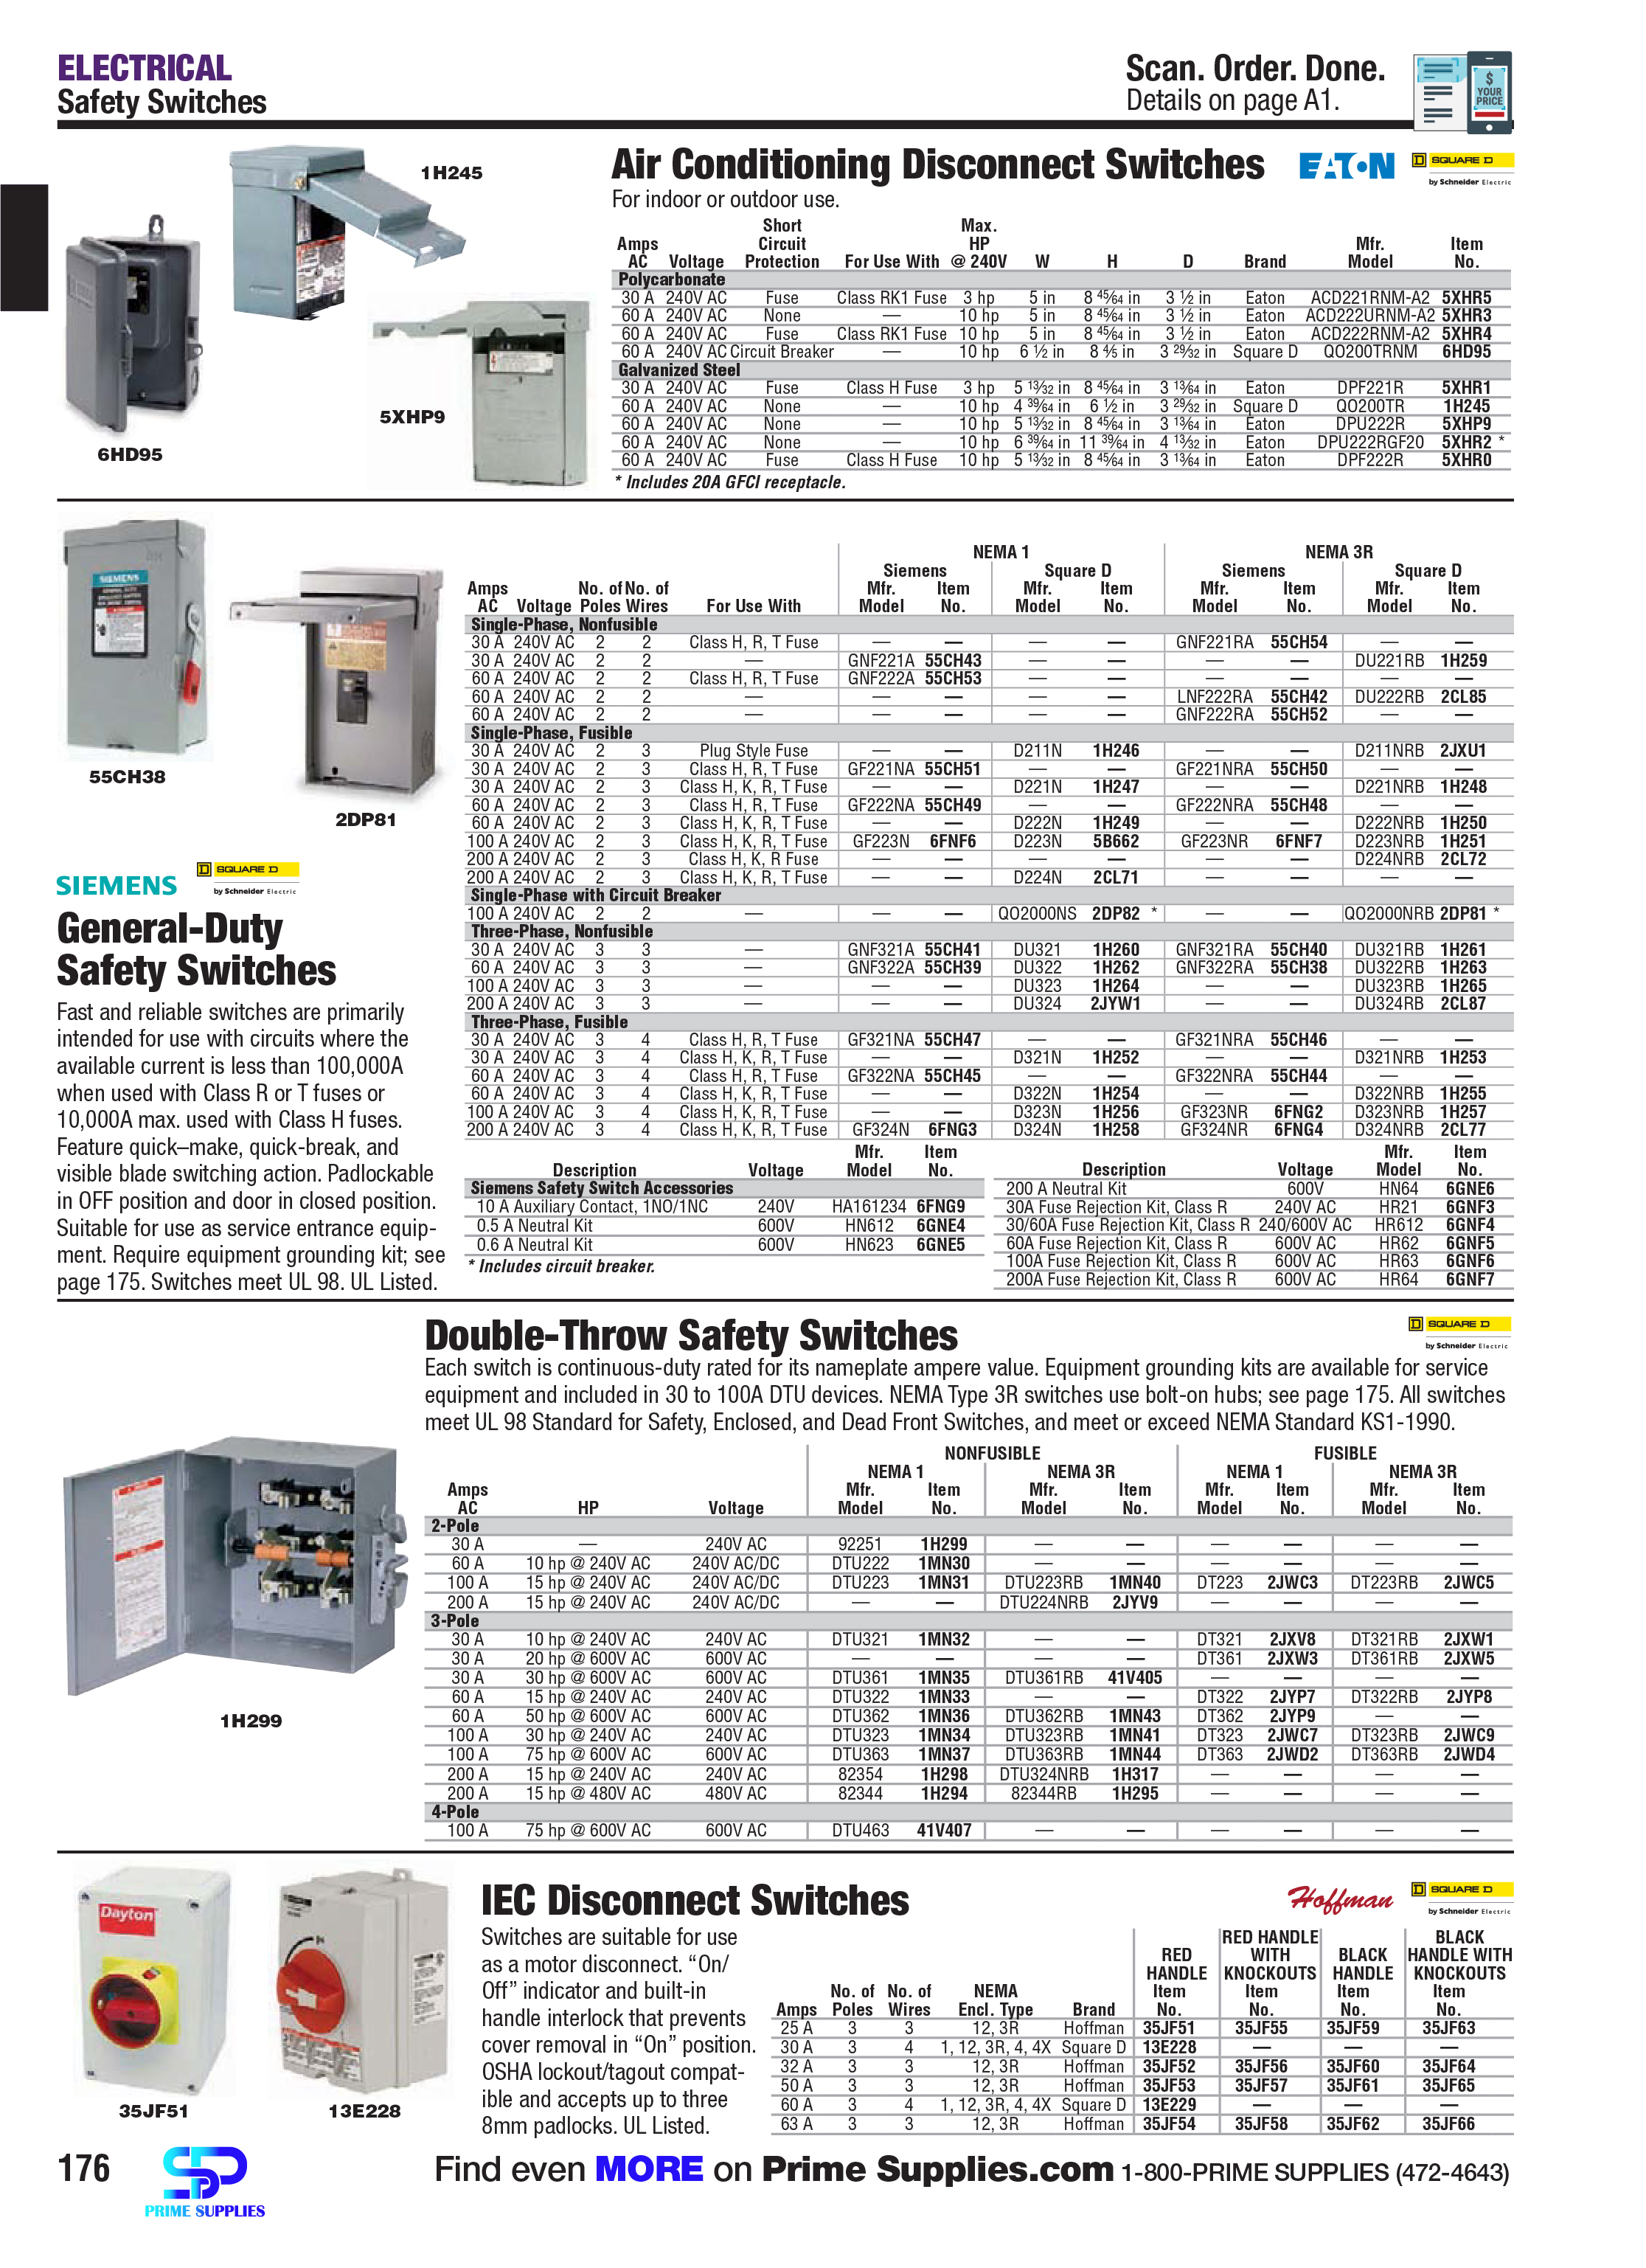 ELECTRICAL
Safety Switches
Scan. Order. Done.
Details on page A1.
$
YOUR
PRICE
1H245
6HD95
5XHP9
Air Conditioning Disconnect Switches
EATON
SQUARE D
by Schneider Electric
For indoor or outdoor use.
Amps AC Voltage Short Circuit Protection For Use With Max. HP @ 240V W H D Brand Mfr. Model Item No.
Polycarbonate
30 A 240V AC Fuse Class RK1 Fuse 3 hp 5 in 8 45/64 in 3 1/2 in Eaton ACD221RNM-A2 5XHR5
60 A 240V AC None — 10 hp 5 in 8 45/64 in 3 1/2 in Eaton ACD222URNM-A2 5XHR3
60 A 240V AC Fuse Class RK1 Fuse 10 hp 5 in 8 45/64 in 3 1/2 in Eaton ACD222RNM-A2 5XHR4
60 A 240V AC Circuit Breaker — 10 hp 6 1/2 in 8 4/5 in 3 29/32 in Square D QO200TRNM 6HD95
Galvanized Steel
30 A 240V AC Fuse Class H Fuse 3 hp 5 13/32 in 8 45/64 in 3 13/64 in Eaton DPF221R 5XHR1
60 A 240V AC None — 10 hp 4 39/64 in 6 1/2 in 3 29/32 in Square D QO200TR 1H245
60 A 240V AC None — 10 hp 5 13/32 in 8 45/64 in 3 13/64 in Eaton DPU222R 5XHP9
60 A 240V AC None — 10 hp 6 39/64 in 11 39/64 in 4 13/32 in Eaton DPU222RGF20 5XHR2 *
60 A 240V AC Fuse Class H Fuse 10 hp 5 13/32 in 8 45/64 in 3 13/64 in Eaton DPF222R 5XHR0
* Includes 20A GFCI receptacle.
SIEMENS
55CH38
2DP81
SIEMENS
SQUARE D
by Schneider Electric
General-Duty
Safety Switches
Fast and reliable switches are primarily
intended for use with circuits where the
available current is less than 100,000A
when used with Class R or T fuses or
10,000A max. used with Class H fuses.
Feature quick–make, quick-break, and
visible blade switching action. Padlockable
in OFF position and door in closed position.
Suitable for use as service entrance equip-
ment. Require equipment grounding kit; see
page 175. Switches meet UL 98. UL Listed.
NEMA 1 NEMA 3R
Siemens Square D Siemens Square D
Amps AC Voltage No. of Poles No. of Wires For Use With Mfr. Model Item No. Mfr. Model Item No. Mfr. Model Item No. Mfr. Model Item No.
Single-Phase, Nonfusible
30 A 240V AC 2 2 Class H, R, T Fuse — — — — GNF221RA 55CH54 — —
30 A 240V AC 2 2 — GNF221A 55CH43 — — — — DU221RB 1H259
60 A 240V AC 2 2 Class H, R, T Fuse GNF222A 55CH53 — — — — — —
60 A 240V AC 2 2 — — — — — LNF222RA 55CH42 DU222RB 2CL85
60 A 240V AC 2 2 — — — — — GNF222RA 55CH52 — —
Single-Phase, Fusible
30 A 240V AC 2 3 Plug Style Fuse — — D211N 1H246 — — D211NRB 2JXU1
30 A 240V AC 2 3 Class H, R, T Fuse GF221NA 55CH51 — — GF221NRA 55CH50 — —
30 A 240V AC 2 3 Class H, K, R, T Fuse — — D221N 1H247 — — D221NRB 1H248
60 A 240V AC 2 3 Class H, R, T Fuse GF222NA 55CH49 — — GF222NRA 55CH48 — —
60 A 240V AC 2 3 Class H, K, R, T Fuse — — D222N 1H249 — — D222NRB 1H250
100 A 240V AC 2 3 Class H, K, R, T Fuse GF223N 6FNF6 D223N 5B662 GF223NR 6FNF7 D223NRB 1H251
200 A 240V AC 2 3 Class H, K, R Fuse — — — — — — D224NRB 2CL72
200 A 240V AC 2 3 Class H, K, R, T Fuse — — D224N 2CL71 — — — —
Single-Phase with Circuit Breaker
100 A 240V AC 2 2 — — — QO2000NS 2DP82 * — — QO2000NRB 2DP81 *
Three-Phase, Nonfusible
30 A 240V AC 3 3 — GNF321A 55CH41 DU321 1H260 GNF321RA 55CH40 DU321RB 1H261
60 A 240V AC 3 3 — GNF322A 55CH39 DU322 1H262 GNF322RA 55CH38 DU322RB 1H263
100 A 240V AC 3 3 — — — DU323 1H264 — — DU323RB 1H265
200 A 240V AC 3 3 — — — DU324 2JYW1 — — DU324RB 2CL87
Three-Phase, Fusible
30 A 240V AC 3 4 Class H, R, T Fuse GF321NA 55CH47 — — GF321NRA 55CH46 — —
30 A 240V AC 3 4 Class H, K, R, T Fuse — — D321N 1H252 — — D321NRB 1H253
60 A 240V AC 3 4 Class H, R, T Fuse GF322NA 55CH45 — — GF322NRA 55CH44 — —
60 A 240V AC 3 4 Class H, K, R, T Fuse — — D322N 1H254 — — D322NRB 1H255
100 A 240V AC 3 4 Class H, K, R, T Fuse — — D323N 1H256 GF323NR 6FNG2 D323NRB 1H257
200 A 240V AC 3 4 Class H, K, R, T Fuse GF324N 6FNG3 D324N 1H258 GF324NR 6FNG4 D324NRB 2CL77
Description Voltage Mfr. Model Item No.
Siemens Safety Switch Accessories
10 A Auxiliary Contact, 1NO/1NC 240V HA161234 6FNG9
0.5 A Neutral Kit 600V HN612 6GNE4
0.6 A Neutral Kit 600V HN623 6GNE5
* Includes circuit breaker.
Description Voltage Mfr. Model Item No.
200 A Neutral Kit 600V HN64 6GNE6
30A Fuse Rejection Kit, Class R 240V AC HR21 6GNF3
30/60A Fuse Rejection Kit, Class R 240/600V AC HR612 6GNF4
60A Fuse Rejection Kit, Class R 600V AC HR62 6GNF5
100A Fuse Rejection Kit, Class R 600V AC HR63 6GNF6
200A Fuse Rejection Kit, Class R 600V AC HR64 6GNF7
Double-Throw Safety Switches
SQUARE D
by Schneider Electric
Each switch is continuous-duty rated for its nameplate ampere value. Equipment grounding kits are available for service
equipment and included in 30 to 100A DTU devices. NEMA Type 3R switches use bolt-on hubs; see page 175. All switches
meet UL 98 Standard for Safety, Enclosed, and Dead Front Switches, and meet or exceed NEMA Standard KS1-1990.
1H299
NONFUSIBLE FUSIBLE
NEMA 1 NEMA 3R NEMA 1 NEMA 3R
Amps AC HP Voltage Mfr. Model Item No. Mfr. Model Item No. Mfr. Model Item No. Mfr. Model Item No.
2-Pole
30 A — 240V AC 92251 1H299 — — — — — —
60 A 10 hp @ 240V AC 240V AC/DC DTU222 1MN30 — — — — — —
100 A 15 hp @ 240V AC 240V AC/DC DTU223 1MN31 DTU223RB 1MN40 DT223 2JWC3 DT223RB 2JWC5
200 A 15 hp @ 240V AC 240V AC/DC — — DTU224NRB 2JYV9 — — — —
3-Pole
30 A 10 hp @ 240V AC 240V AC DTU321 1MN32 — — DT321 2JXV8 DT321RB 2JXW1
30 A 20 hp @ 600V AC 600V AC — — — — DT361 2JXW3 DT361RB 2JXW5
30 A 30 hp @ 600V AC 600V AC DTU361 1MN35 DTU361RB 41V405 — — — —
60 A 15 hp @ 240V AC 240V AC DTU322 1MN33 — — DT322 2JYP7 DT322RB 2JYP8
60 A 50 hp @ 600V AC 600V AC DTU362 1MN36 DTU362RB 1MN43 DT362 2JYP9 — —
100 A 30 hp @ 240V AC 240V AC DTU323 1MN34 DTU323RB 1MN41 DT323 2JWC7 DT323RB 2JWC9
100 A 75 hp @ 600V AC 600V AC DTU363 1MN37 DTU363RB 1MN44 DT363 2JWD2 DT363RB 2JWD4
200 A 15 hp @ 240V AC 240V AC 82354 1H298 DTU324NRB 1H317 — — — —
200 A 15 hp @ 480V AC 480V AC 82344 1H294 82344RB 1H295 — — — —
4-Pole
100 A 75 hp @ 600V AC 600V AC DTU463 41V407 — — — — — —
Dayton
35JF51
13E228
IEC Disconnect Switches
Hoffman
SQUARE D
by Schneider Electric
Switches are suitable for use
as a motor disconnect. “On/
Off” indicator and built-in
handle interlock that prevents
cover removal in “On” position.
OSHA lockout/tagout compat-
ible and accepts up to three
8mm padlocks. UL Listed.
Amps No. of Poles No. of Wires NEMA Encl. Type Brand RED HANDLE Item No. RED HANDLE WITH KNOCKOUTS Item No. BLACK HANDLE Item No. BLACK HANDLE WITH KNOCKOUTS Item No.
25 A 3 3 12, 3R Hoffman 35JF51 35JF55 35JF59 35JF63
30 A 3 4 1, 12, 3R, 4, 4X Square D 13E228 — — —
32 A 3 3 12, 3R Hoffman 35JF52 35JF56 35JF60 35JF64
50 A 3 3 12, 3R Hoffman 35JF53 35JF57 35JF61 35JF65
60 A 3 4 1, 12, 3R, 4, 4X Square D 13E229 — — —
63 A 3 3 12, 3R Hoffman 35JF54 35JF58 35JF62 35JF66
176
PRIME SUPPLIES
Find even MORE on Prime Supplies.com 1-800-PRIME SUPPLIES (472-4643)